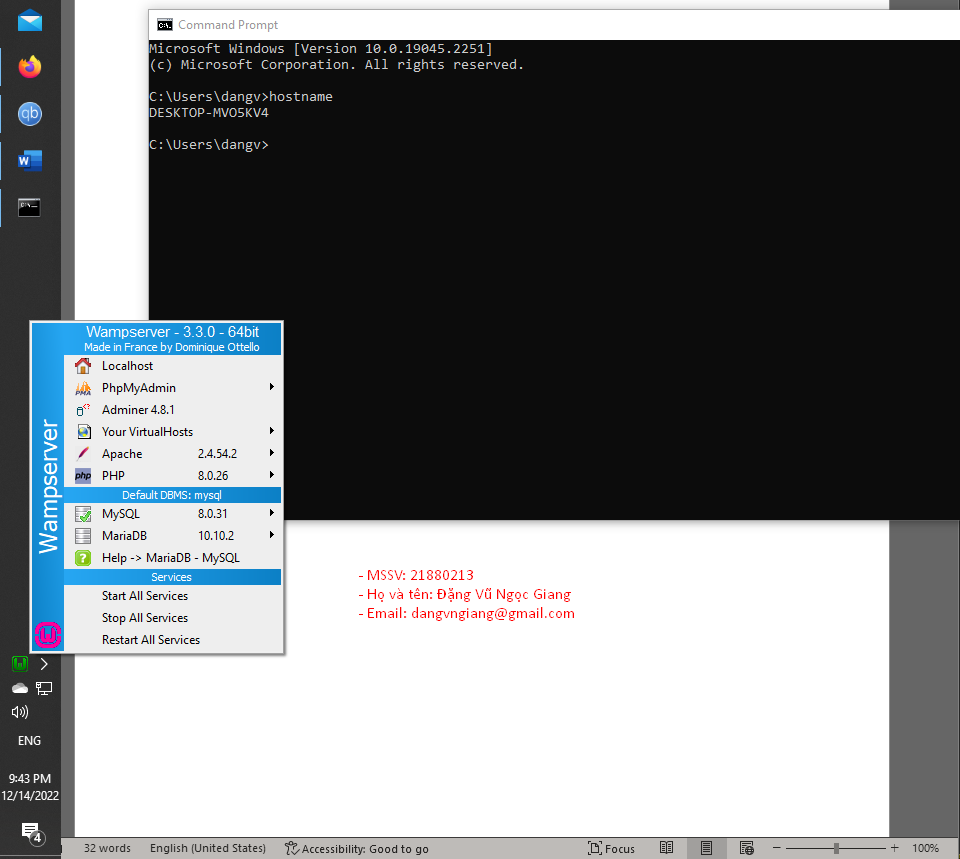 Command Prompt
Microsoft Windows [Version 10.0.19045.2251]
(c) Microsoft Corporation. All rights reserved.
C:\Users\dangv>hostname
DESKTOP-MVO5KV4
C:\Users\dangv>
Wampserver - 3.3.0 - 64bit
Made in France by Dominique Ottello
Wampserver
Localhost
PhpMyAdmin
Adminer 4.8.1
Your VirtualHosts
Apache 2.4.54.2
PHP 8.0.26
Default DBMS: mysql
MySQL 8.0.31
MariaDB 10.10.2
Help -> MariaDB - MySQL
Services
Start All Services
Stop All Services
Restart All Services
- MSSV: 21880213
- Họ và tên: Đặng Vũ Ngọc Giang
- Email: dangvngiang@gmail.com
ENG
9:43 PM
12/14/2022
4
32 words English (United States) Accessibility: Good to go Focus 100%